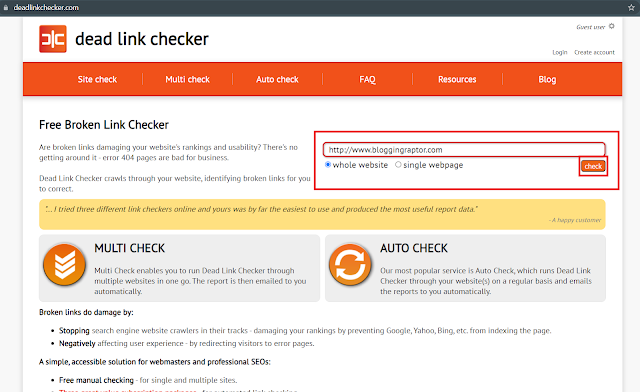 deadlinkchecker.com
Guest user
dead link checker
Login Create account
Site check Multi check Auto check FAQ Resources Blog
Free Broken Link Checker
Are broken links damaging your website's rankings and usability? There's no
getting around it - error 404 pages are bad for business.
Dead Link Checker crawls through your website, identifying broken links for you
to correct.
http://www.bloggingraptor.com
whole website single webpage
check
"... I tried three different link checkers online and yours was by far the easiest to use and produced the most useful report data."
- A happy customer
MULTI CHECK
Multi Check enables you to run Dead Link Checker through
multiple websites in one go. The report is then emailed to you
automatically.
AUTO CHECK
Our most popular service is Auto Check, which runs Dead Link
Checker through your website(s) on a regular basis and emails
the reports to you automatically.
Broken links do damage by:
• Stopping search engine website crawlers in their tracks - damaging your rankings by preventing Google, Yahoo, Bing, etc. from indexing the page.
• Negatively affecting user experience - by redirecting visitors to error pages.
A simple, accessible solution for webmasters and professional SEOs:
• Free manual checking - for single and multiple sites.